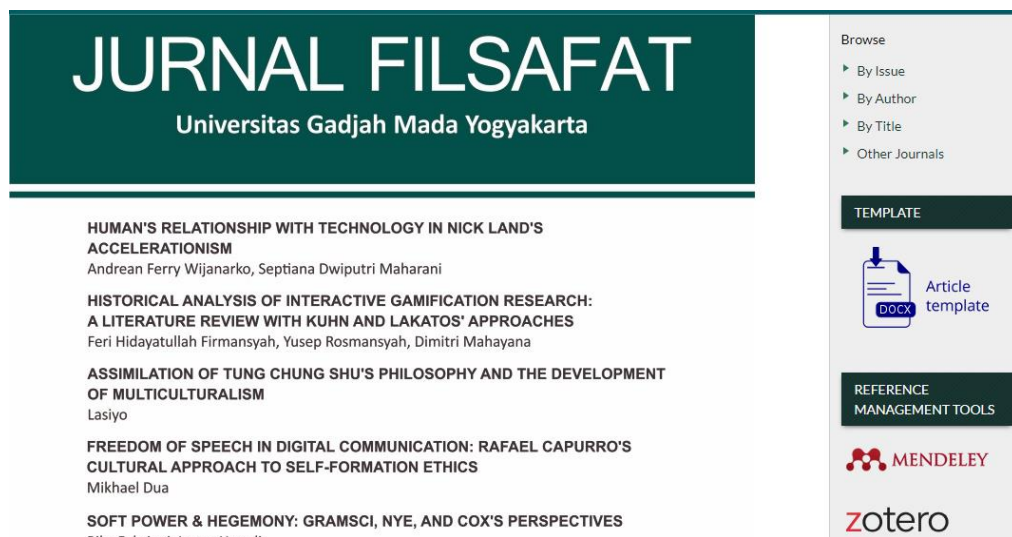 JURNAL FILSAFAT
Universitas Gadjah Mada Yogyakarta
HUMAN'S RELATIONSHIP WITH TECHNOLOGY IN NICK LAND'S
ACCELERATIONISM
Andrean Ferry Wijanarko, Septiana Dwiputri Maharani
HISTORICAL ANALYSIS OF INTERACTIVE GAMIFICATION RESEARCH:
A LITERATURE REVIEW WITH KUHN AND LAKATOS' APPROACHES
Feri Hidayatullah Firmansyah, Yusep Rosmansyah, Dimitri Mahayana
ASSIMILATION OF TUNG CHUNG SHU'S PHILOSOPHY AND THE DEVELOPMENT
OF MULTICULTURALISM
Lasiyo
FREEDOM OF SPEECH IN DIGITAL COMMUNICATION: RAFAEL CAPURRO'S
CULTURAL APPROACH TO SELF-FORMATION ETHICS
Mikhael Dua
SOFT POWER & HEGEMONY: GRAMSCI, NYE, AND COX'S PERSPECTIVES
Browse
By Issue
By Author
By Title
Other Journals
TEMPLATE
DOCX
Article
template
REFERENCE
MANAGEMENT TOOLS
MENDELEY
zotero